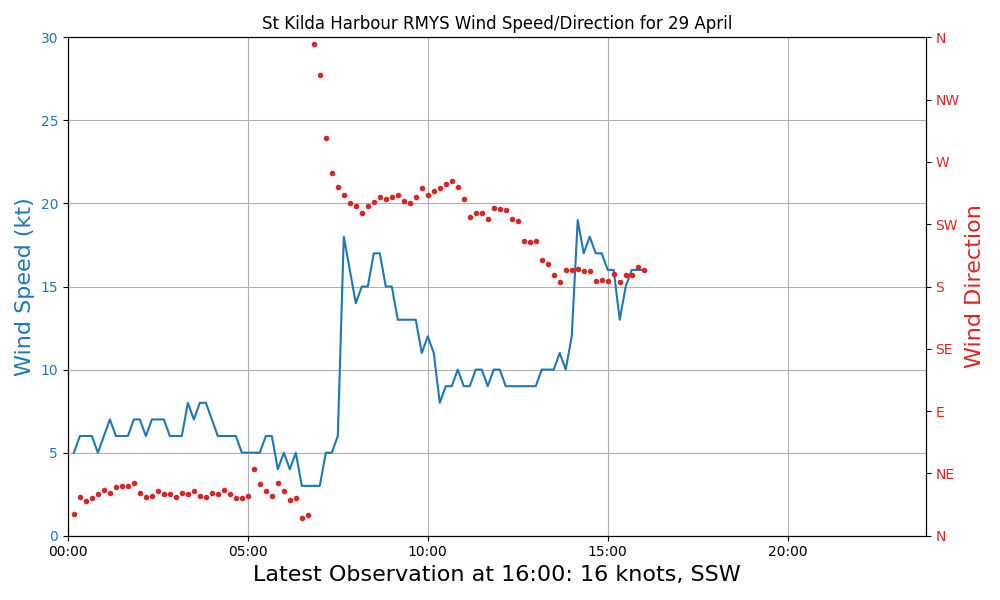 St Kilda Harbour RMYS Wind Speed/Direction for 29 April
30
25
20
15
10
5
0
Wind Speed (kt)
N
NW
W
SW
S
SE
E
NE
N
Wind Direction
00:00
05:00
10:00
15:00
20:00
Latest Observation at 16:00: 16 knots, SSW